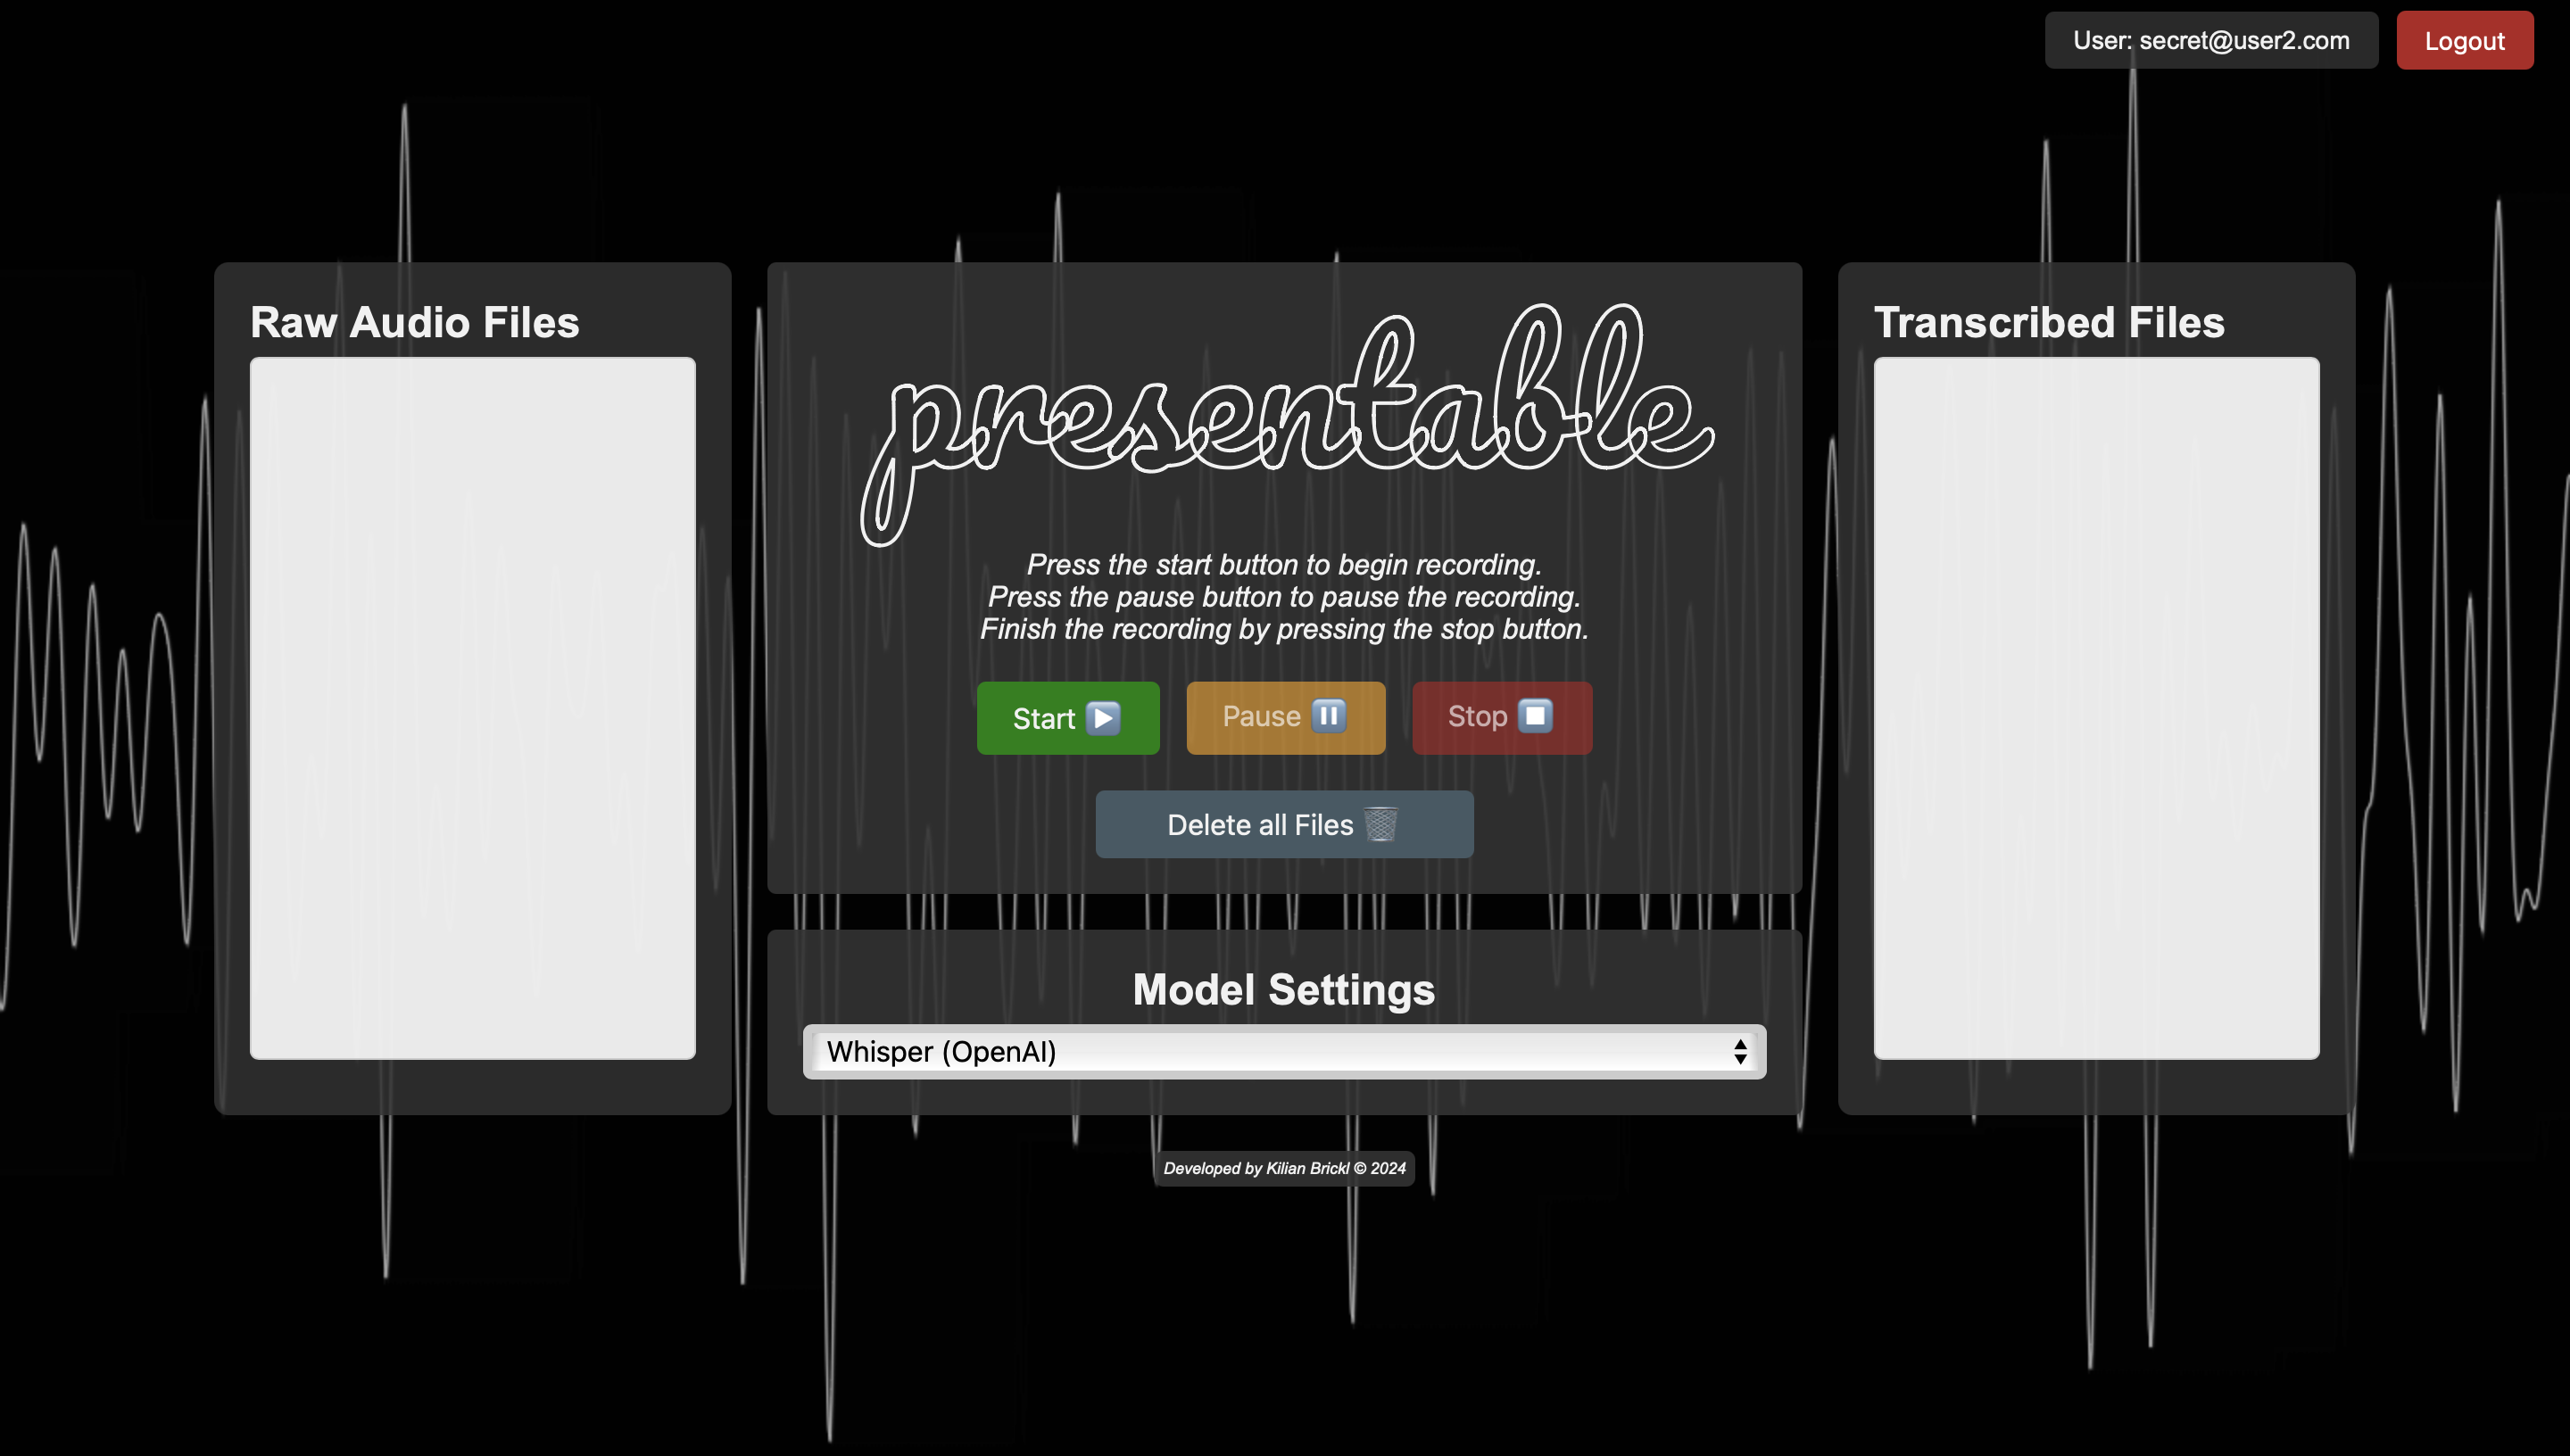 User: secret@user2.com
Logout
Raw Audio Files
presentable
Press the start button to begin recording.
Press the pause button to pause the recording.
Finish the recording by pressing the stop button.
Start
Pause
Stop
Delete all Files
Model Settings
Whisper (OpenAI)
Transcribed Files
Developed by Kilian Brickl © 2024